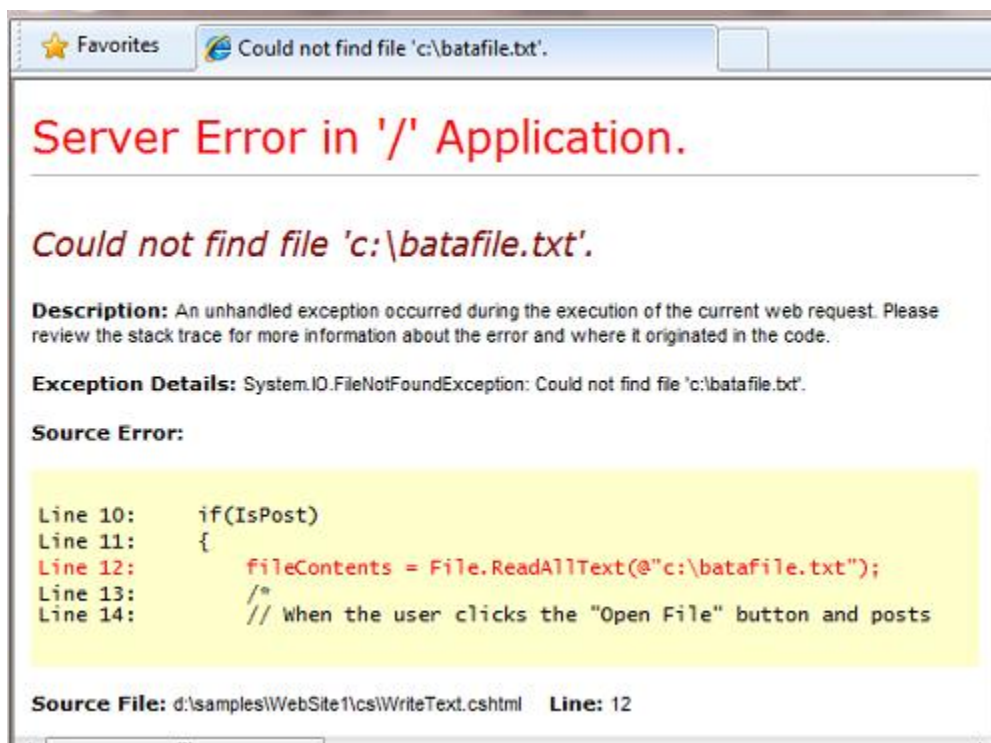 Favorites
Could not find file 'c:\batafile.txt'.
Server Error in '/' Application.
Could not find file 'c:\batafile.txt'.
Description: An unhandled exception occurred during the execution of the current web request. Please
review the stack trace for more information about the error and where it originated in the code.
Exception Details: System.IO.FileNotFoundException: Could not find file 'c:\batafile.txt'.
Source Error:
Line 10:      if(IsPost)
Line 11:      {
Line 12:          fileContents = File.ReadAllText(@"c:\batafile.txt");
Line 13:          /*
Line 14:          // When the user clicks the "Open File" button and posts
Source File: d:\samples\WebSite1\cs\WriteText.cshtml    Line: 12